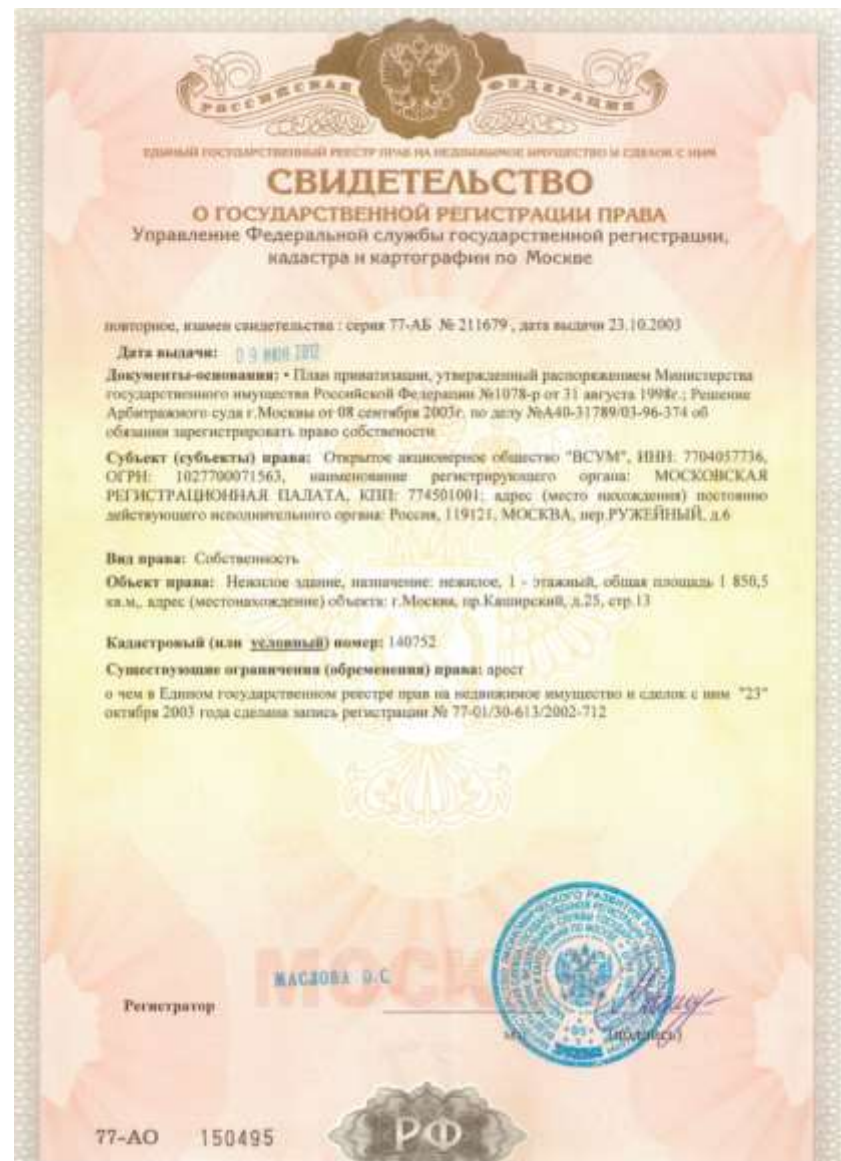 РОССИЙСКАЯ ФЕДЕРАЦИЯ
ЕДИНЫЙ ГОСУДАРСТВЕННЫЙ РЕЕСТР ПРАВ НА НЕДВИЖИМОЕ ИМУЩЕСТВО И СДЕЛОК С НИМ
СВИДЕТЕЛЬСТВО
О ГОСУДАРСТВЕННОЙ РЕГИСТРАЦИИ ПРАВА
Управление Федеральной службы государственной регистрации,
кадастра и картографии по Москве
повторное, взамен свидетельства : серия 77-АБ № 211679 , дата выдачи 23.10.2003
Дата выдачи:
Документы-основания: • План приватизации, утвержденный распоряжением Министерства
государственного имущества Российской Федерации №1078-р от 31 августа 1998г.; Решение
Арбитражного суда г.Москвы от 08 сентября 2003г. по делу №А40-31789/03-96-374 об
обязании зарегистрировать право собствености
Субъект (субъекты) права: Открытое акционерное общество "ВСУМ", ИНН: 7704057736,
ОГРН: 1027700071563, наименование регистрирующего органа: МОСКОВСКАЯ
РЕГИСТРАЦИОННАЯ ПАЛАТА, КПП: 774501001; адрес (место нахождения) постоянно
действующего исполнительного органа: Россия, 119121, МОСКВА, пер.РУЖЕЙНЫЙ, д.6
Вид права: Собственность
Объект права: Нежилое здание, назначение: нежилое, 1 - этажный, общая площадь 1 850,5
кв.м., адрес (местонахождение) объекта: г.Москва, пр.Каширский, д.25, стр.13
Кадастровый (или условный) номер: 140752
Существующие ограничения (обременения) права: арест
о чем в Едином государственном реестре прав на недвижимое имущество и сделок с ним "23"
октября 2003 года сделана запись регистрации № 77-01/30-613/2002-712
МОСКВА
МАСЛОВА О.С.
Регистратор
(подпись)
77-АО 150495
РФ